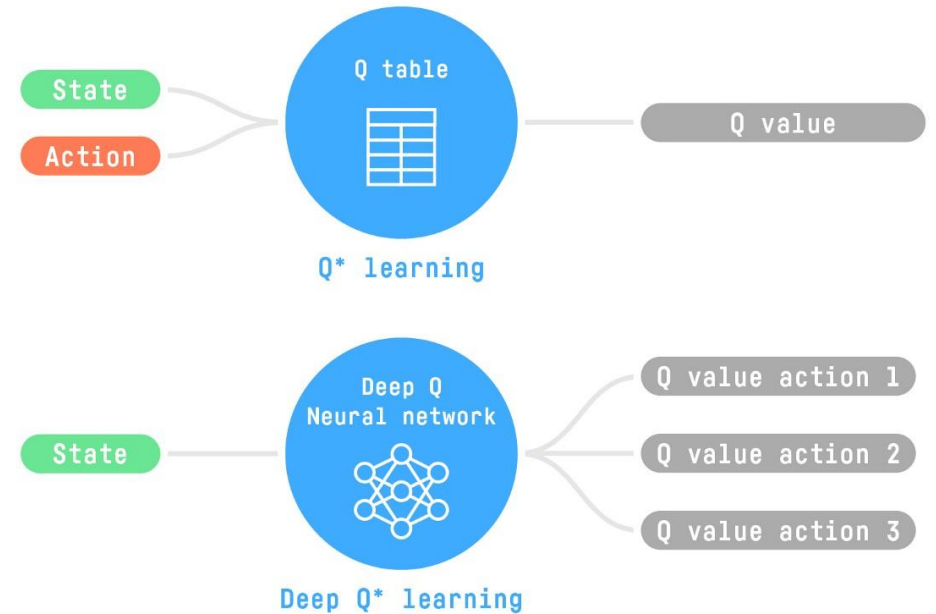 State
Action
Q table
Q value
Q* learning
State
Deep Q
Neural network
Q value action 1
Q value action 2
Q value action 3
Deep Q* learning